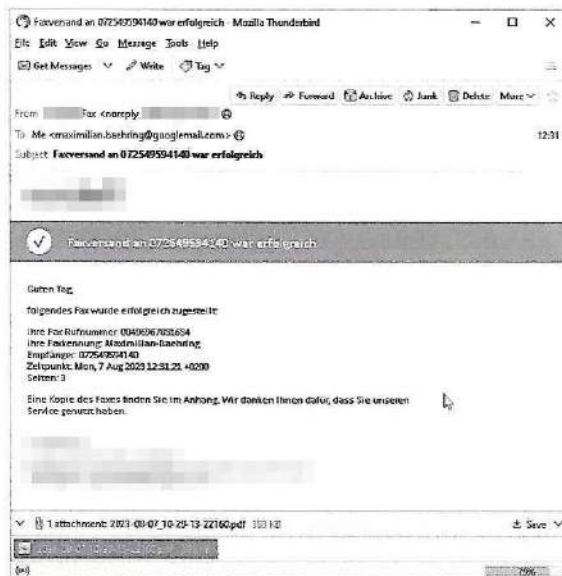 Faxversand an 072549594140 war erfolgreich - Mozilla Thunderbird
File Edit View Go Message Tools Help
Get Messages Write Tag
Reply Forward Archive Junk Delete More
From Fax <noreply
To Me <maximilian.baehring@googlemail.com> 12:31
Subject Faxversand an 072549594140 war erfolgreich
Faxversand an 072549594140 war erfolgreich
Guten Tag,
folgendes Fax wurde erfolgreich zugestellt:
Ihre Fax Rufnummer: 00496967831634
Ihre Faxkennung: Maximilian-Baehring
Empfänger: 072549594140
Zeitpunkt: Mon, 7 Aug 2023 12:31:21 +0200
Seiten: 3
Eine Kopie des Faxes finden Sie im Anhang. Wir danken Ihnen dafür, dass Sie unseren
Service genutzt haben.
1 attachment: 2023-08-07_10-29-13-22160.pdf 353 KB Save